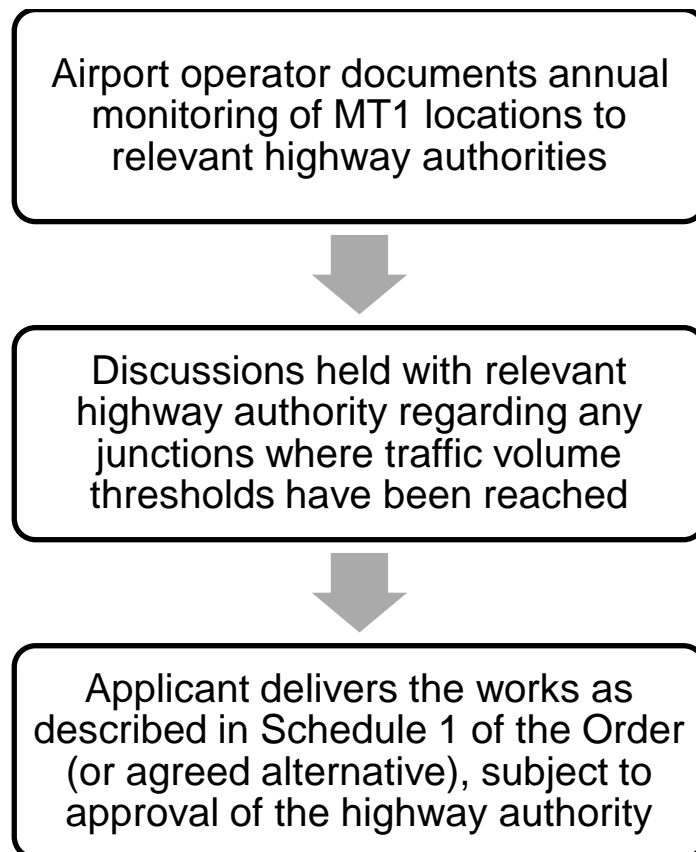 Airport operator documents annual
monitoring of MT1 locations to
relevant highway authorities
Discussions held with relevant
highway authority regarding any
junctions where traffic volume
thresholds have been reached
Applicant delivers the works as
described in Schedule 1 of the Order
(or agreed alternative), subject to
approval of the highway authority